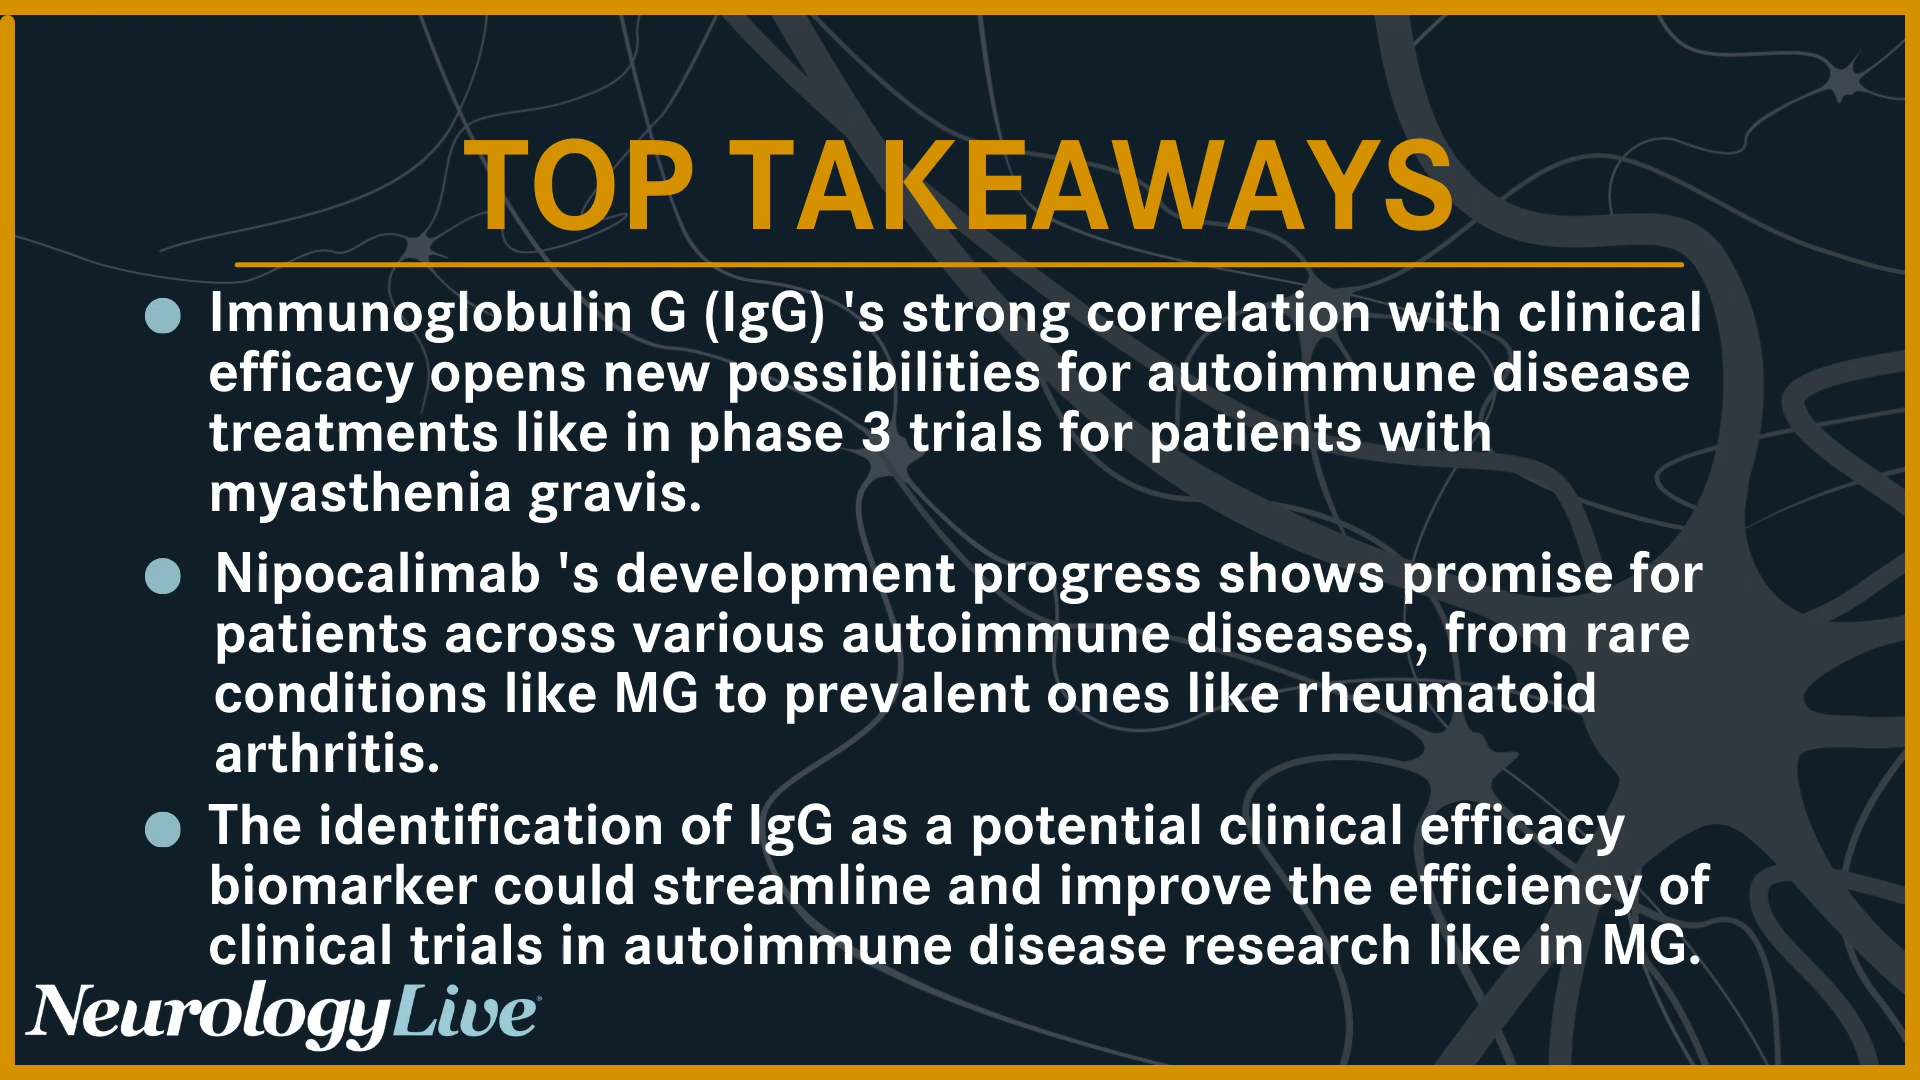 TOP TAKEAWAYS
Immunoglobulin G (IgG) 's strong correlation with clinical
efficacy opens new possibilities for autoimmune disease
treatments like in phase 3 trials for patients with
myasthenia gravis.
Nipocalimab 's development progress shows promise for
patients across various autoimmune diseases, from rare
conditions like MG to prevalent ones like rheumatoid
arthritis.
The identification of IgG as a potential clinical efficacy
biomarker could streamline and improve the efficiency of
clinical trials in autoimmune disease research like in MG.
NeurologyLive®